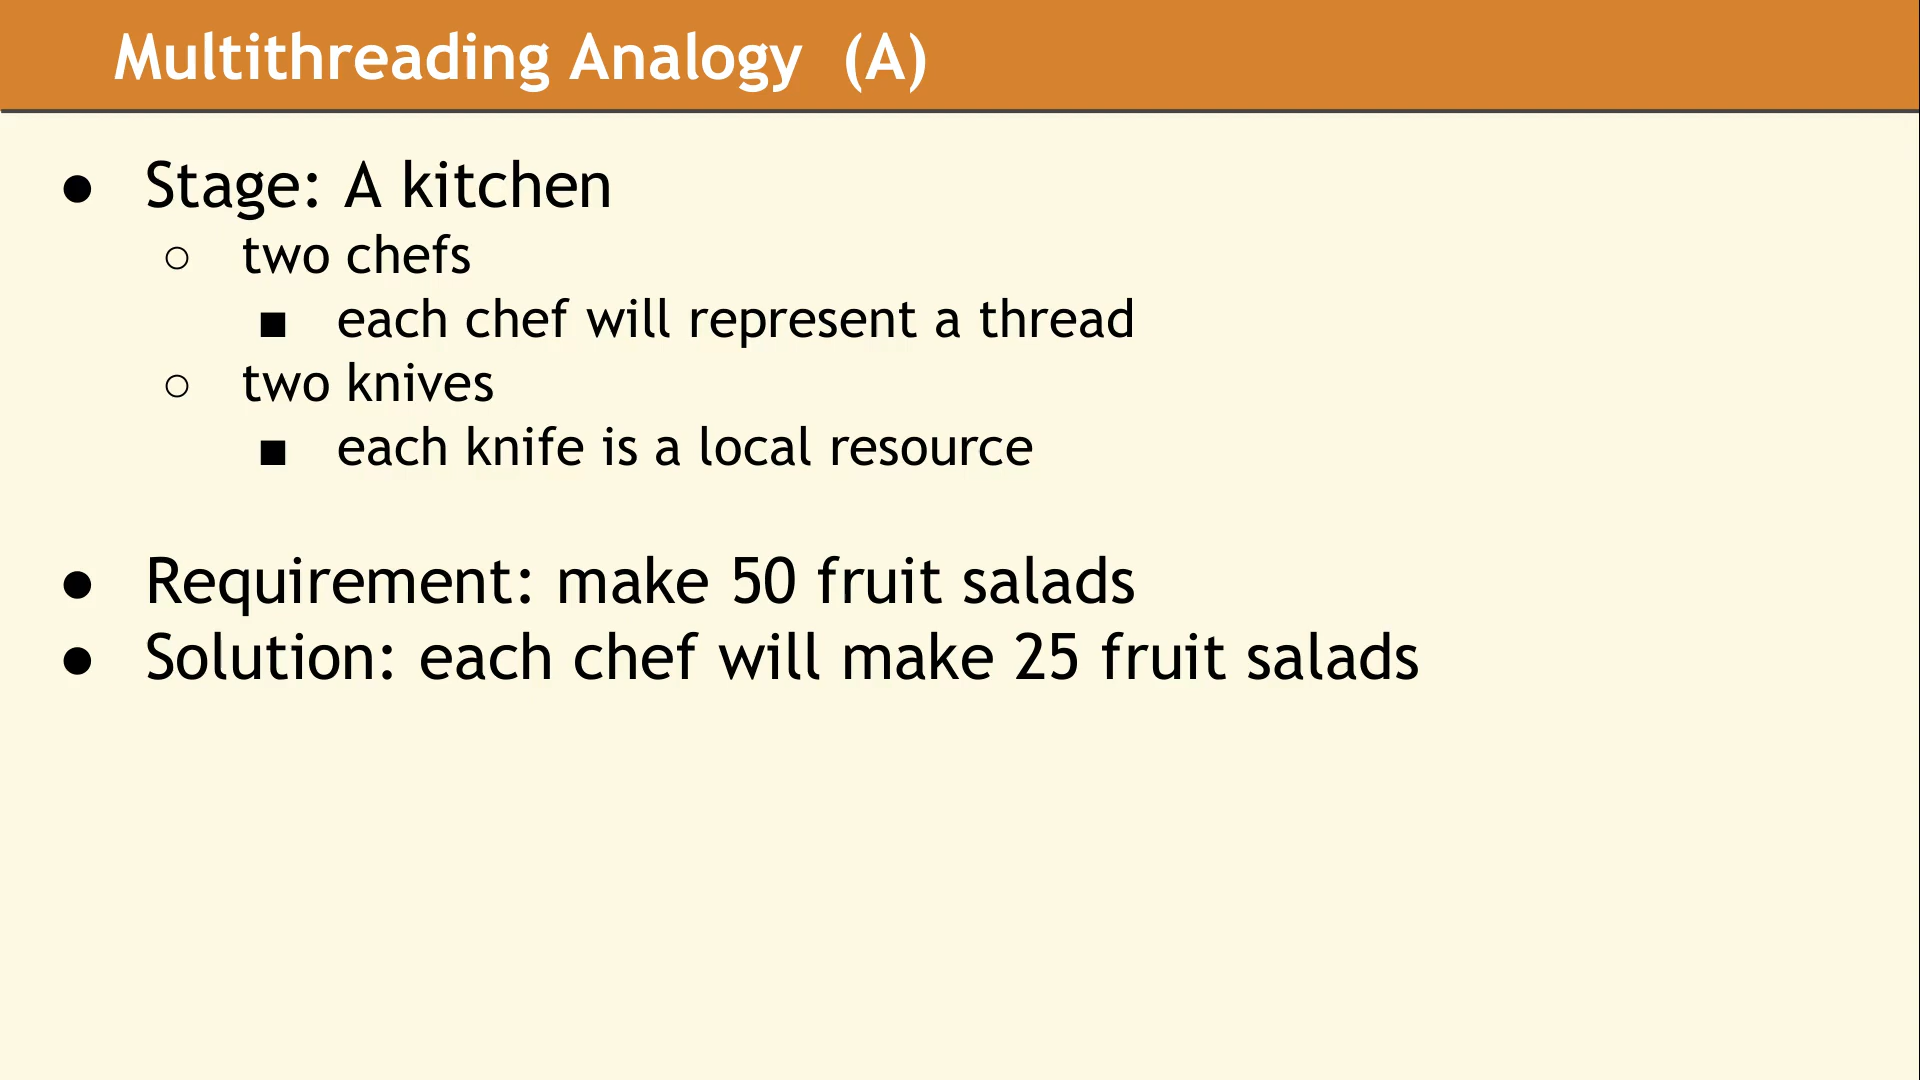 Multithreading Analogy (A)
● Stage: A kitchen
○ two chefs
■ each chef will represent a thread
○ two knives
■ each knife is a local resource
● Requirement: make 50 fruit salads
● Solution: each chef will make 25 fruit salads